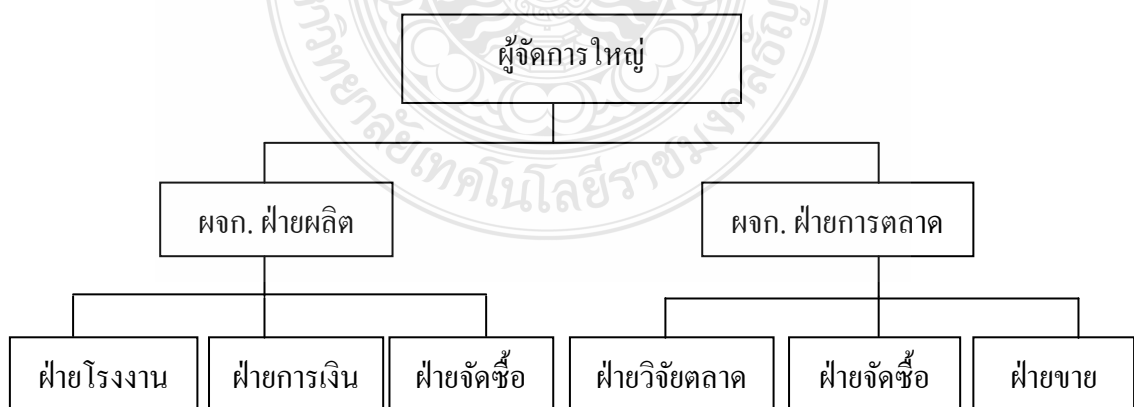 ผู้จัดการใหญ่
ผจก. ฝ่ายผลิต
ผจก. ฝ่ายการตลาด
ฝ่ายโรงงาน
ฝ่ายการเงิน
ฝ่ายจัดซื้อ
ฝ่ายวิจัยตลาด
ฝ่ายจัดซื้อ
ฝ่ายขาย